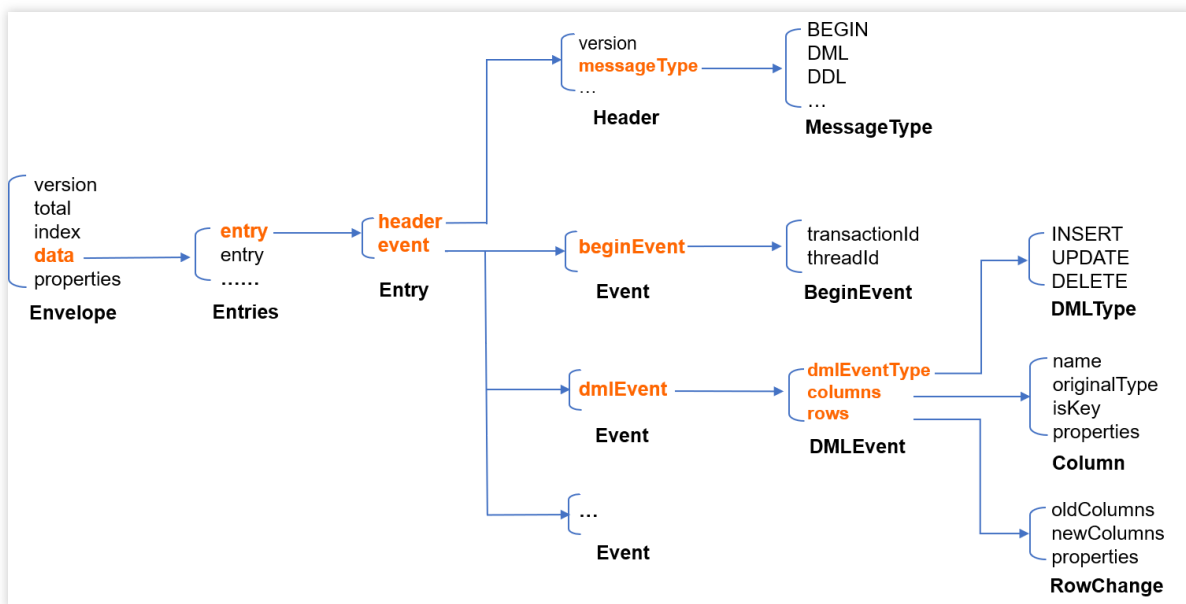 version
total
index
data
properties
Envelope
entry
entry
......
Entries
header
event
Entry
version
messageType
...
Header
BEGIN
DML
DDL
...
MessageType
beginEvent
Event
transactionId
threadId
BeginEvent
dmlEvent
Event
dmlEventType
columns
rows
DMLEvent
INSERT
UPDATE
DELETE
DMLType
name
originalType
isKey
properties
Column
oldColumns
newColumns
properties
RowChange
...
Event